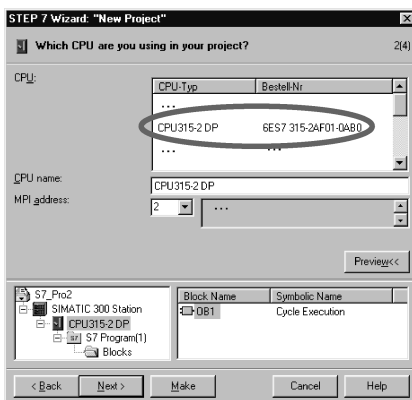 STEP 7 Wizard: "New Project"
Which CPU are you using in your project?
2(4)
CPU:
CPU-Typ Bestell-Nr
...
CPU315-2 DP 6ES7 315-2AF01-0AB0
... ...
CPU name:
CPU315-2 DP
MPI address:
2 ...
Preview<<
S7_Pro2
SIMATIC 300 Station
CPU315-2 DP
S7 Program(1)
Blocks
Block Name Symbolic Name
OB1 Cycle Execution
< Back Next > Make Cancel Help